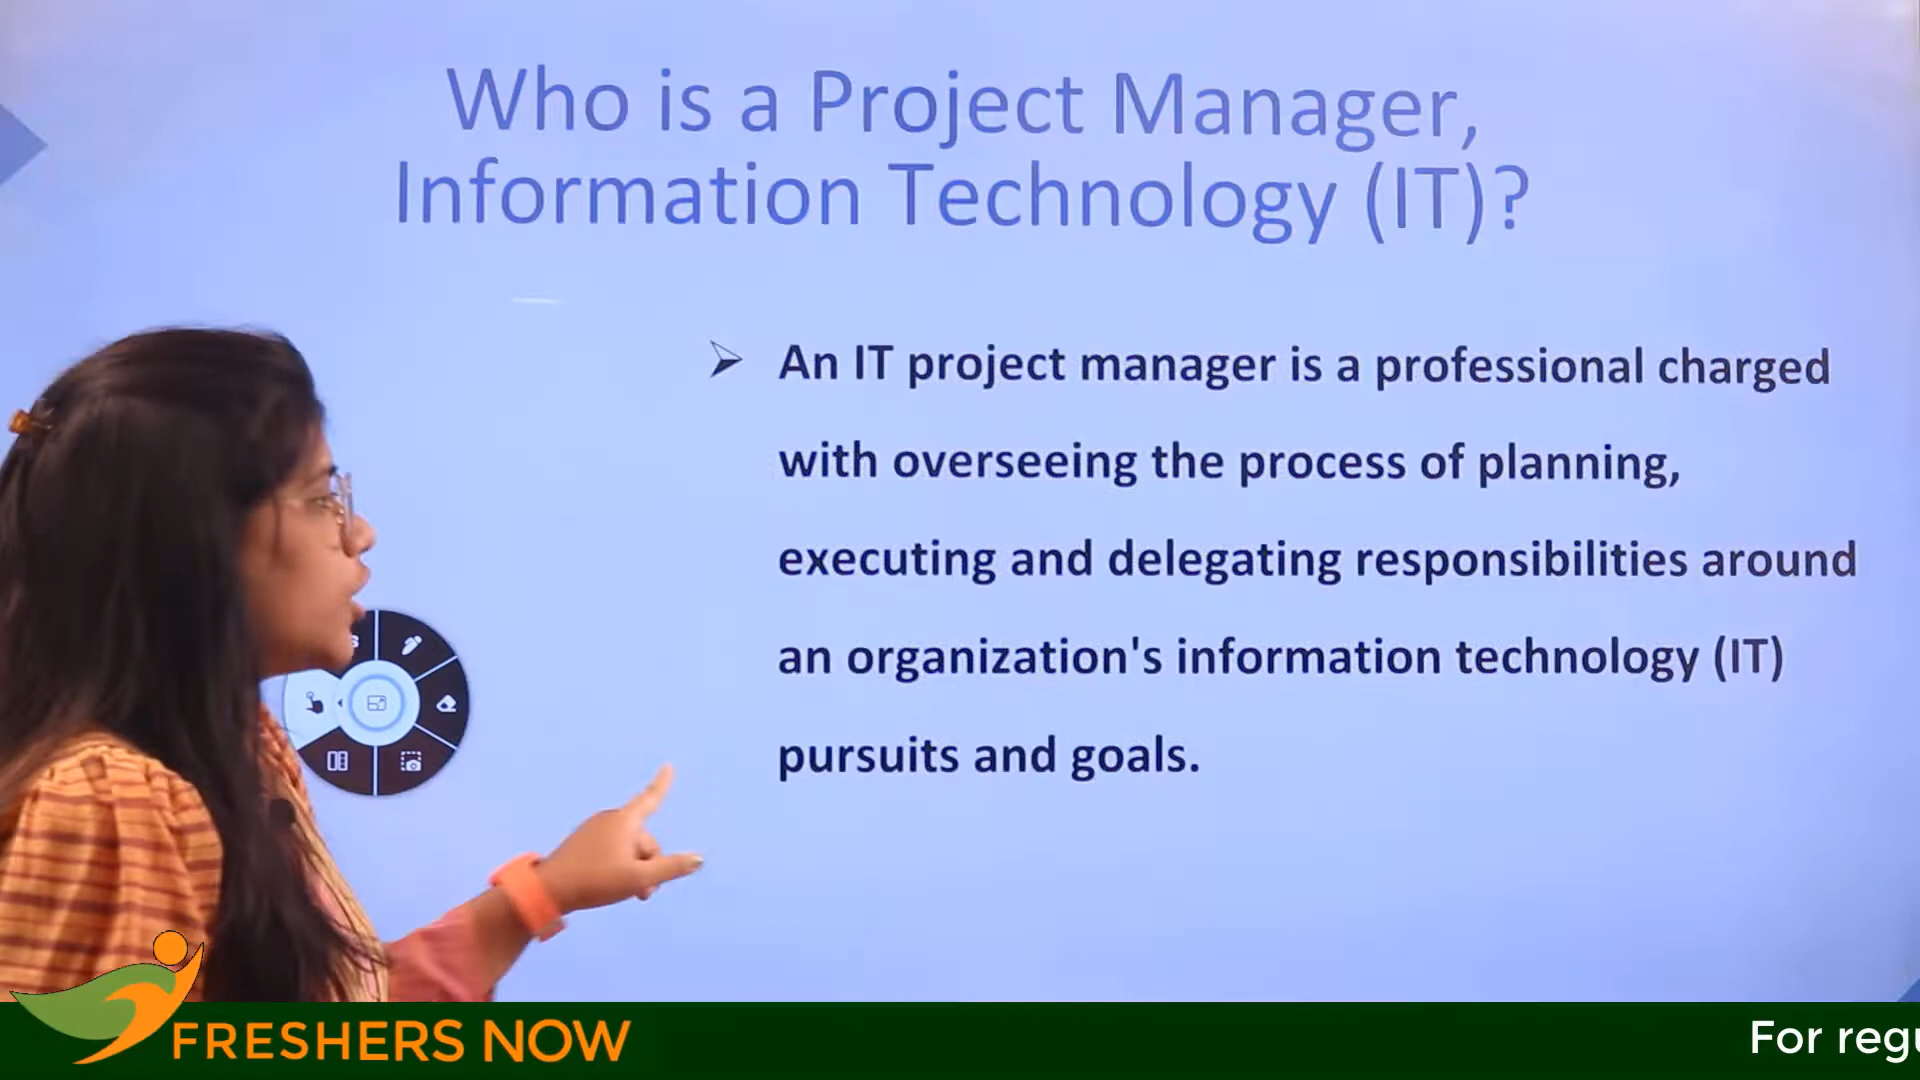 Who is a Project Manager,
Information Technology (IT)?
An IT project manager is a professional charged
with overseeing the process of planning,
executing and delegating responsibilities around
an organization's information technology (IT)
pursuits and goals.
FRESHERS NOW
For